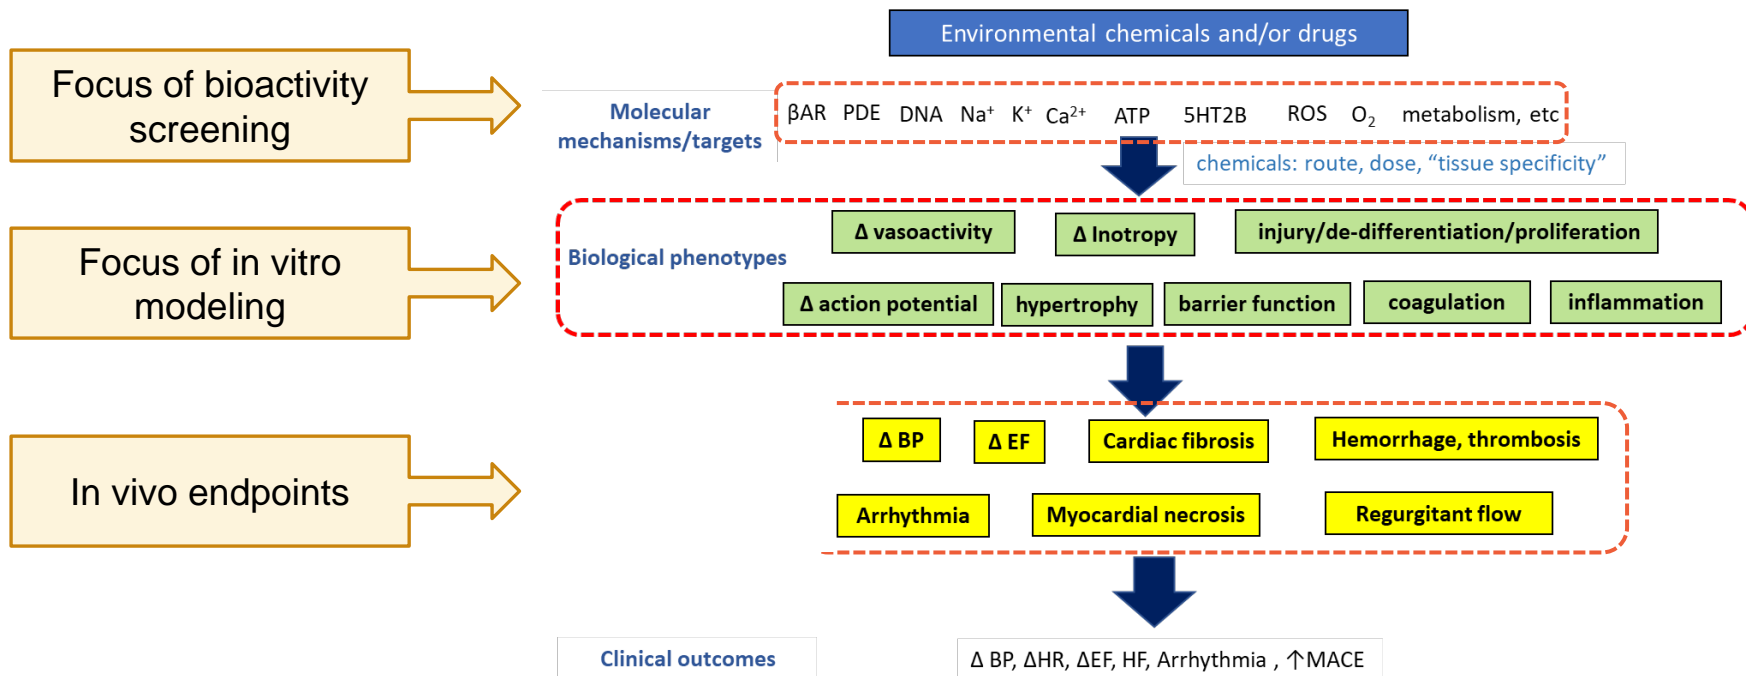 Environmental chemicals and/or drugs
Focus of bioactivity
screening
Molecular
mechanisms/targets
βAR PDE DNA Na⁺ K⁺ Ca²⁺ ATP 5HT2B ROS O₂ metabolism, etc
chemicals: route, dose, “tissue specificity”
Focus of in vitro
modeling
Biological phenotypes
Δ vasoactivity
Δ Inotropy
injury/de-differentiation/proliferation
Δ action potential
hypertrophy
barrier function
coagulation
inflammation
In vivo endpoints
Δ BP
Δ EF
Cardiac fibrosis
Hemorrhage, thrombosis
Arrhythmia
Myocardial necrosis
Regurgitant flow
Clinical outcomes
Δ BP, ΔHR, ΔEF, HF, Arrhythmia , ↑MACE